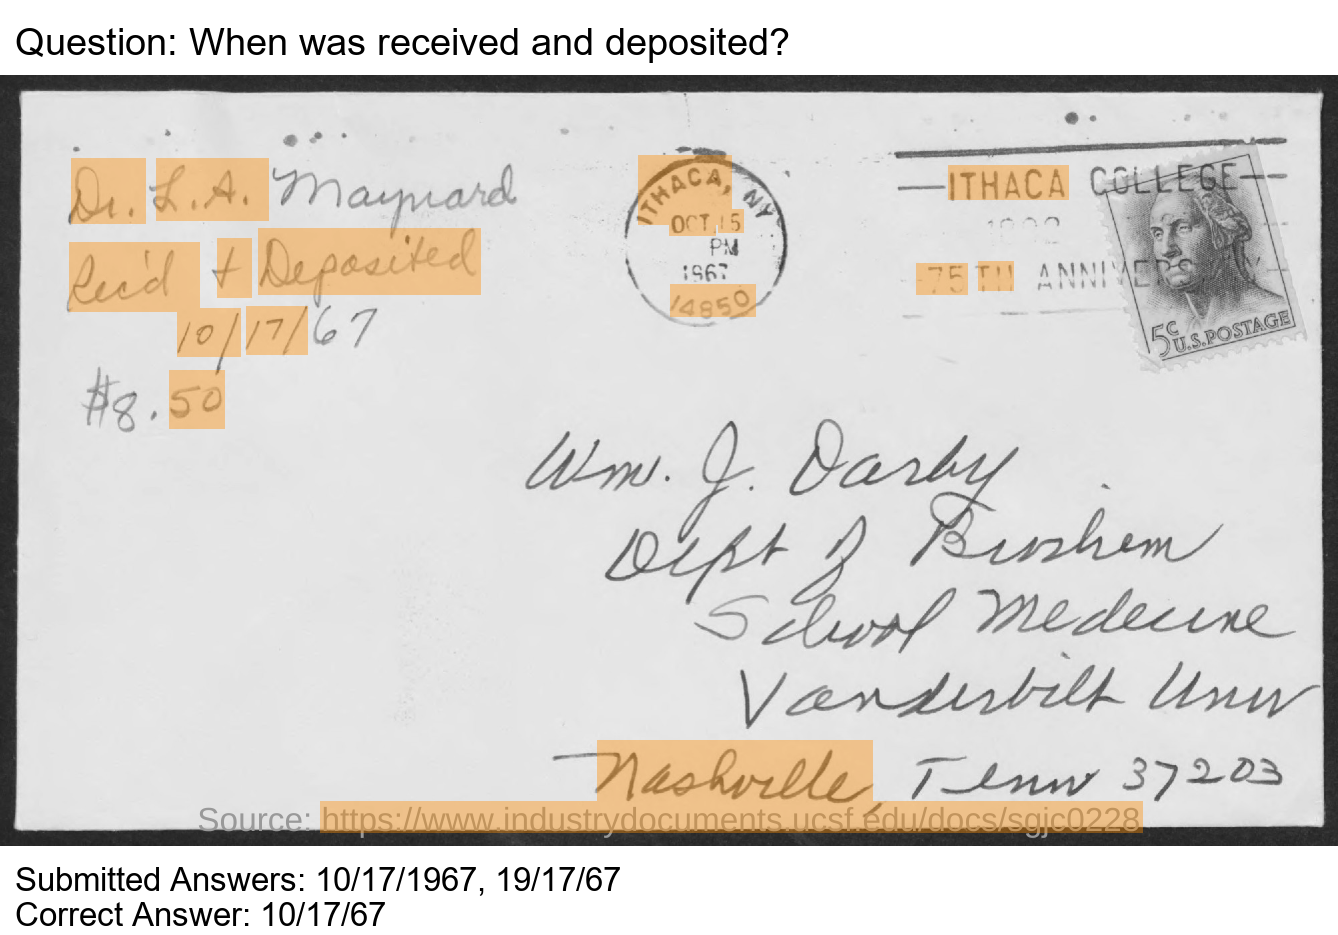 Question: When was received and deposited?
Dr. L.A. Maynard
Rec'd + Deposited
10/17/67
$8.50
ITHACA, NY
OCT 15
PM
1967
14850
ITHACA COLLEGE
1892
75TH ANNIVER
5c U.S.POSTAGE
Wm. J. Darby
Dept of Biochem
School Medecine
Vanderbilt Univ
Nashville, Tenn 37203
Source: https://www.industrydocuments.ucsf.edu/docs/sgjc0228
Submitted Answers: 10/17/1967, 19/17/67
Correct Answer: 10/17/67